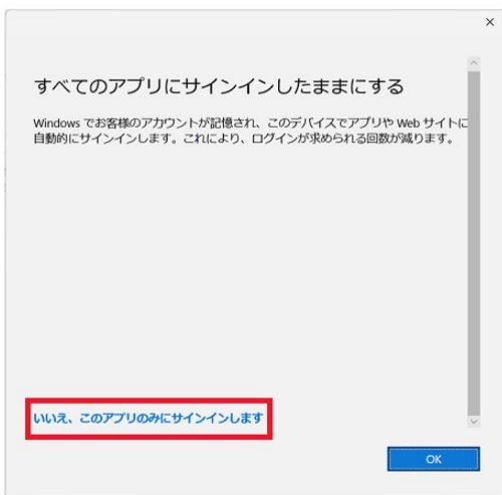 すべてのアプリにサインインしたままにする
Windows でお客様のアカウントが記憶され、このデバイスでアプリや Web サイトに
自動的にサインインします。これにより、ログインが求められる回数が減ります。
いいえ、このアプリのみにサインインします
OK